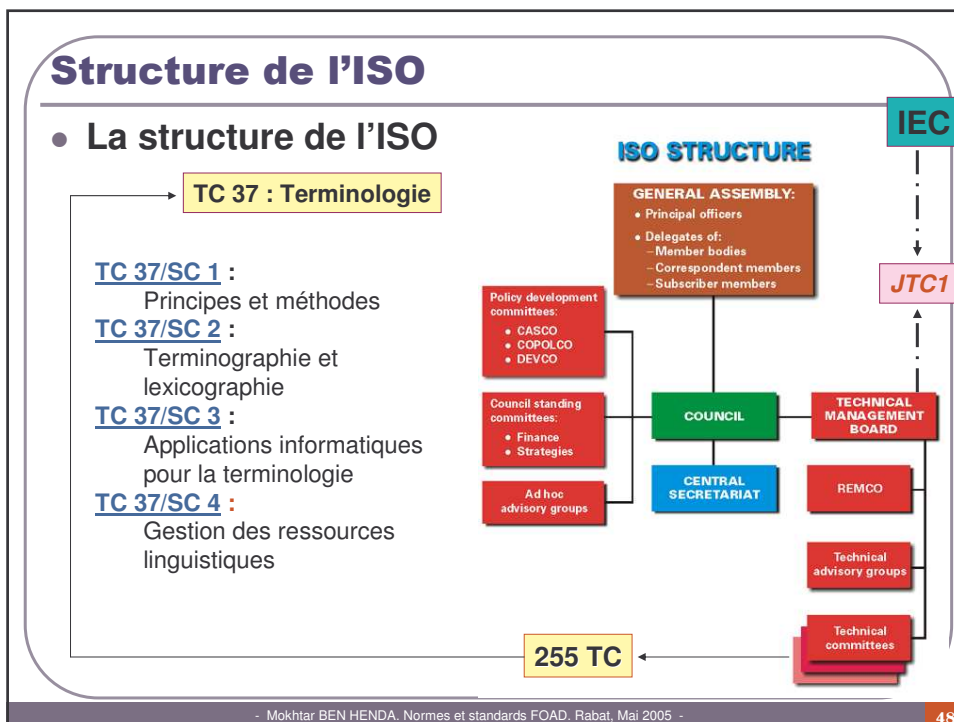 Structure de l'ISO
● La structure de l'ISO
TC 37 : Terminologie
TC 37/SC 1 :
Principes et méthodes
TC 37/SC 2 :
Terminographie et
lexicographie
TC 37/SC 3 :
Applications informatiques
pour la terminologie
TC 37/SC 4 :
Gestion des ressources
linguistiques
255 TC
ISO STRUCTURE
IEC
JTC1
GENERAL ASSEMBLY:
● Principal officers
● Delegates of:
–Member bodies
–Correspondent members
–Subscriber members
Policy development
committees:
● CASCO
● COPOLCO
● DEVCO
Council standing
committees:
● Finance
● Strategies
Ad hoc
advisory groups
COUNCIL
CENTRAL
SECRETARIAT
TECHNICAL
MANAGEMENT
BOARD
REMCO
Technical
advisory groups
Technical
committees
- Mokhtar BEN HENDA. Normes et standards FOAD. Rabat, Mai 2005 -
48